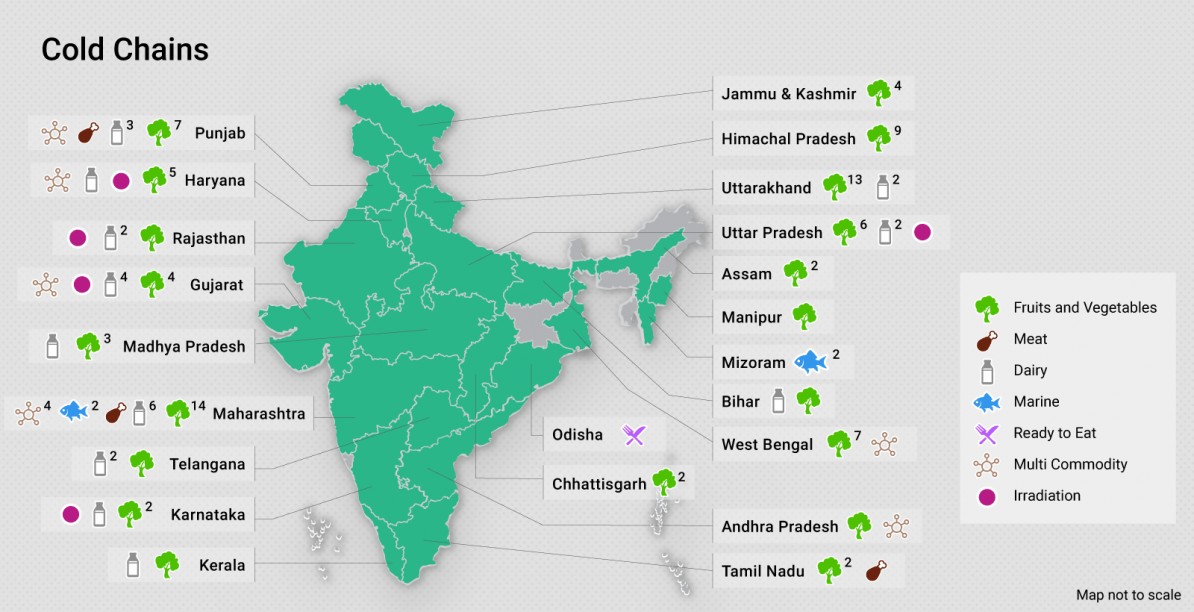 Cold Chains
3 7 Punjab
5 Haryana
2 Rajasthan
4 4 Gujarat
3 Madhya Pradesh
4 2 6 14 Maharashtra
2 Telangana
2 Karnataka
Kerala
Jammu & Kashmir 4
Himachal Pradesh 9
Uttarakhand 13 2
Uttar Pradesh 6 2
Assam 2
Manipur
Mizoram 2
Bihar
West Bengal 7
Odisha
Chhattisgarh 2
Andhra Pradesh
Tamil Nadu 2
Fruits and Vegetables
Meat
Dairy
Marine
Ready to Eat
Multi Commodity
Irradiation
Map not to scale